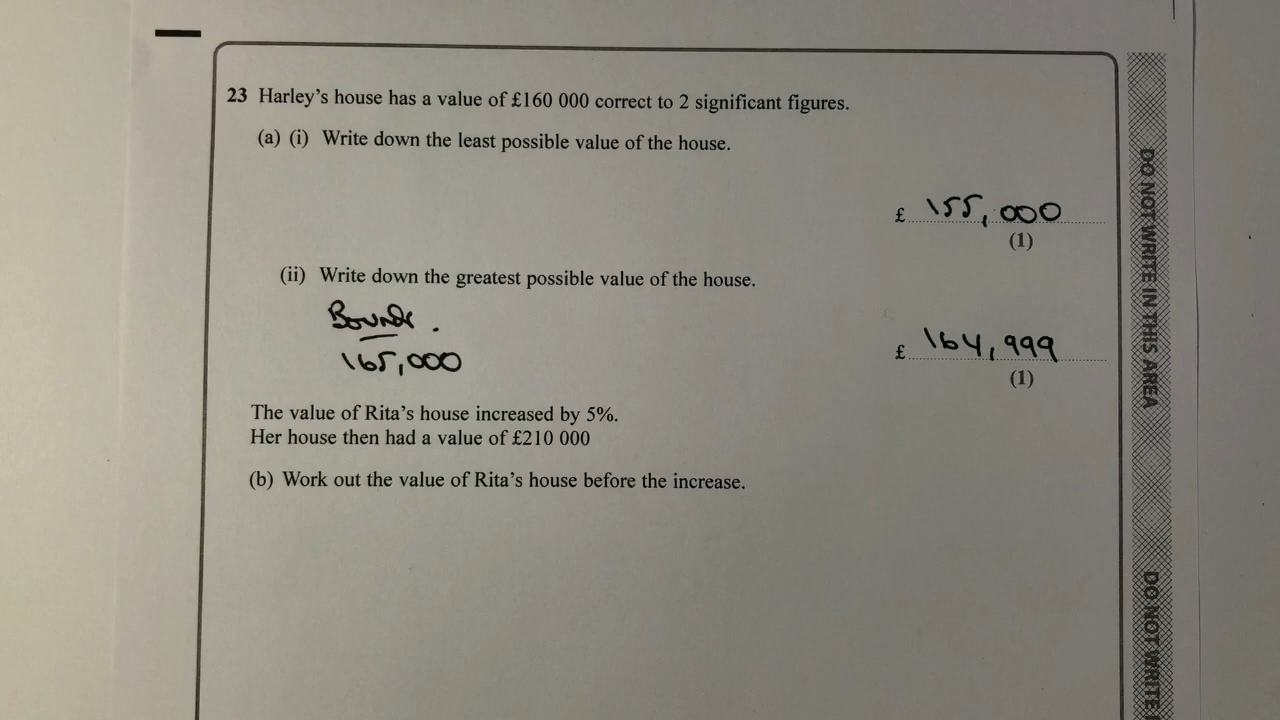 23 Harley's house has a value of £160 000 correct to 2 significant figures.
(a) (i) Write down the least possible value of the house.
£ 155,000
(1)
(ii) Write down the greatest possible value of the house.
Bounds.
165,000
£ 164,999
(1)
The value of Rita's house increased by 5%.
Her house then had a value of £210 000
(b) Work out the value of Rita's house before the increase.
DO NOT WRITE IN THIS AREA
DO NOT WRITE